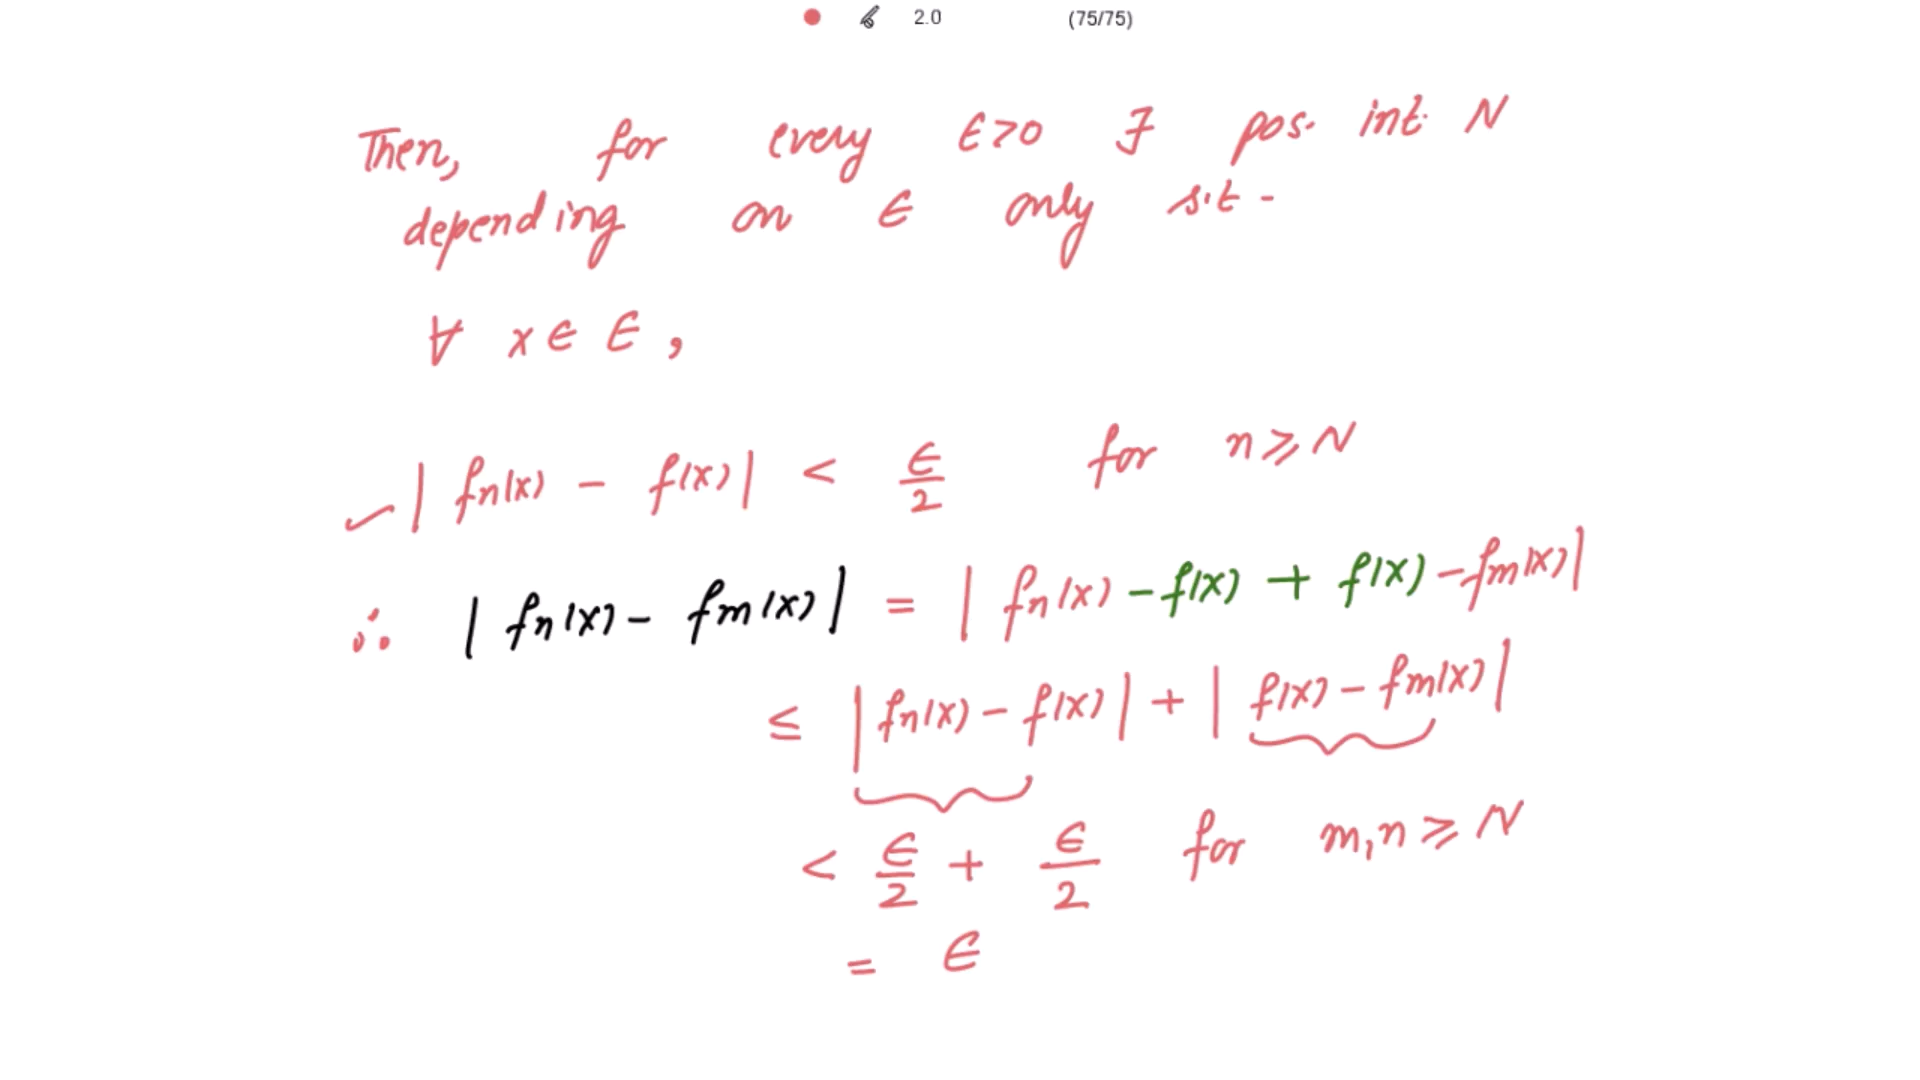 2.0 (75/75)
Then, for every ε>0 ∃ pos. int. N
depending on ε only s.t -
∀ x ∈ E ,
✓ | fn(x) - f(x) | < ε/2 for n ≥ N
∴ | fn(x) - fm(x) | = | fn(x) - f(x) + f(x) - fm(x) |
≤ | fn(x) - f(x) | + | f(x) - fm(x) |
< ε/2 + ε/2 for m,n ≥ N
= ε